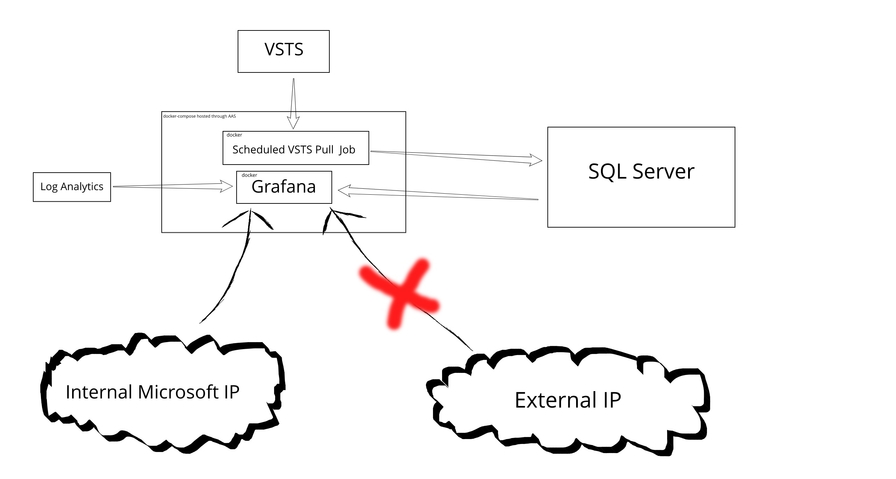 VSTS
docker-compose hosted through AAS
docker
Scheduled VSTS Pull Job
docker
Grafana
Log Analytics
SQL Server
Internal Microsoft IP
External IP